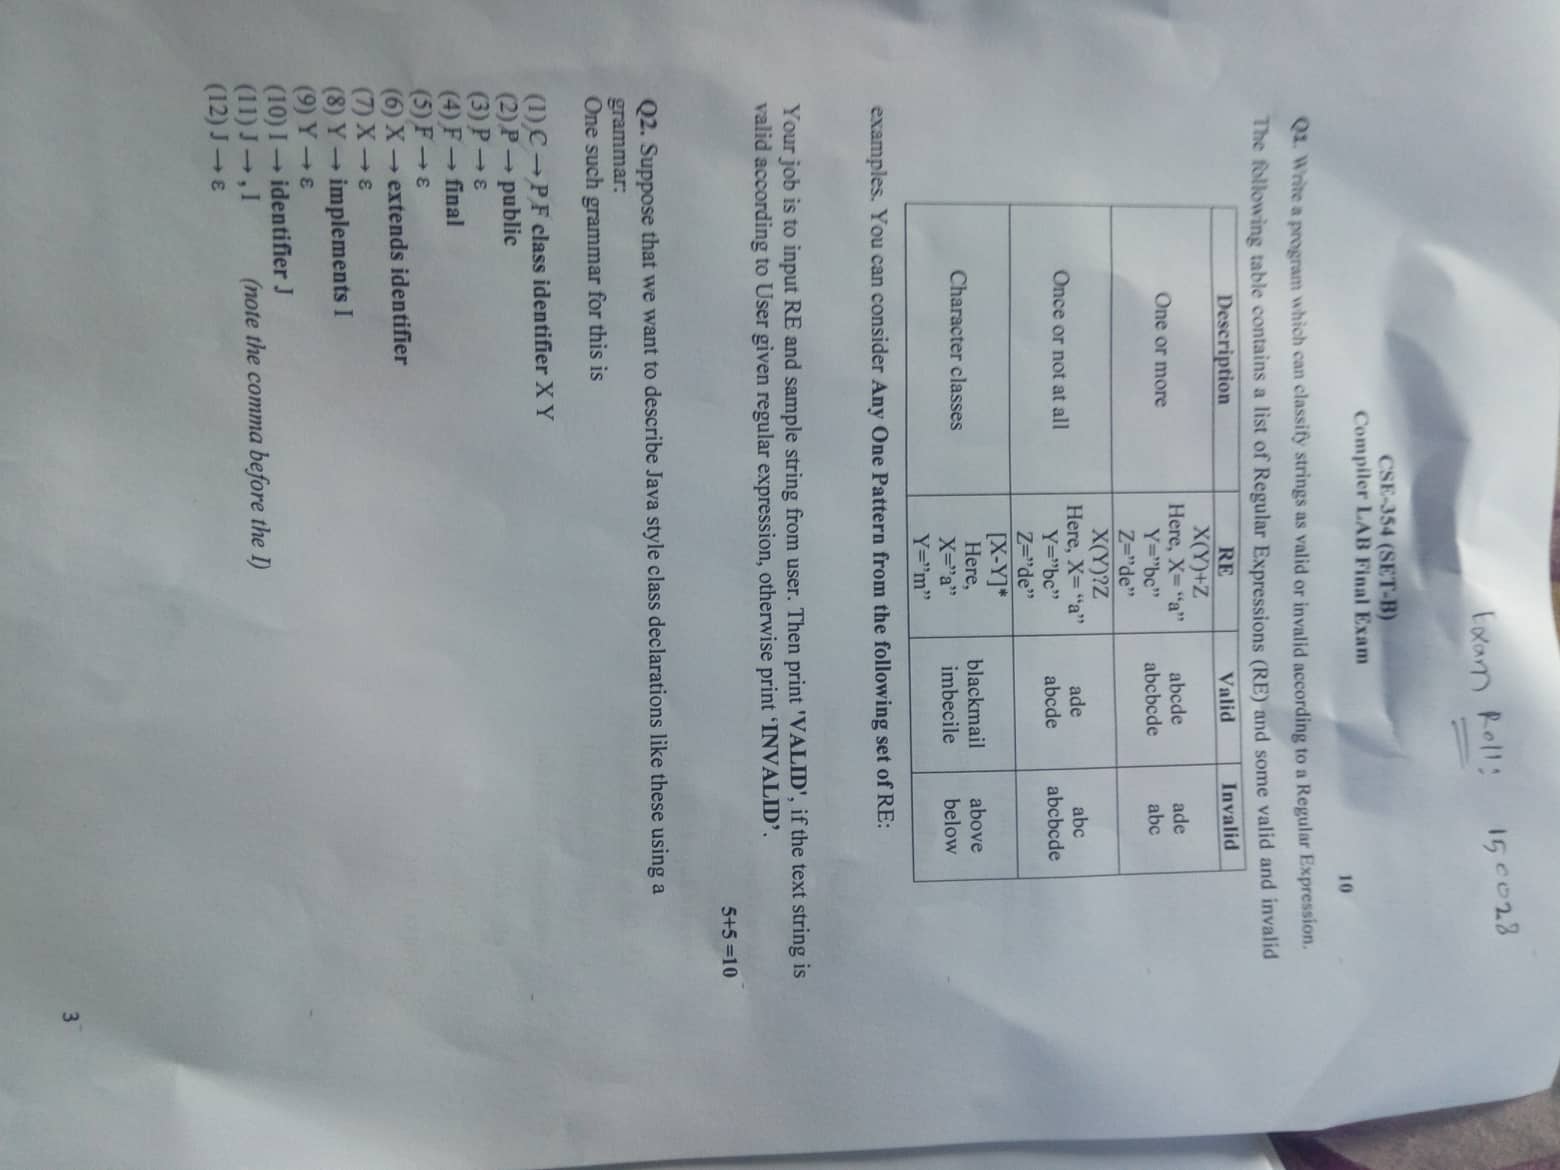 Exam Roll: 150028
CSE-354 (SET-B)
Compiler LAB Final Exam
10
Q1. Write a program which can classify strings as valid or invalid according to a Regular Expression.
The following table contains a list of Regular Expressions (RE) and some valid and invalid
Description RE Valid Invalid
One or more X(Y)+Z abcde ade
Here, X= “a” abcbcde abc
Y=”bc”
Z=”de”
Once or not at all X(Y)?Z ade abc
Here, X= “a” abcde abcbcde
Y=”bc”
Z=”de”
Character classes [X-Y]* blackmail above
Here, imbecile below
X=”a”
Y=”m”
examples. You can consider Any One Pattern from the following set of RE:
Your job is to input RE and sample string from user. Then print 'VALID', if the text string is
valid according to User given regular expression, otherwise print ‘INVALID’.
5+5 =10
Q2. Suppose that we want to describe Java style class declarations like these using a
grammar:
One such grammar for this is
(1) C → P F class identifier X Y
(2) P → public
(3) P → ε
(4) F → final
(5) F → ε
(6) X → extends identifier
(7) X → ε
(8) Y → implements I
(9) Y → ε
(10) I → identifier J
(11) J → , I (note the comma before the I)
(12) J → ε
3